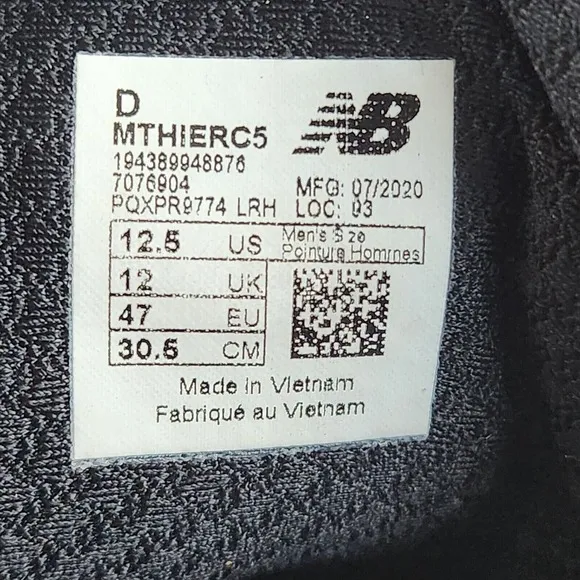 D
NB
MTHIERC5
194389948876
7076904 MFG: 07/2020
PQXPR9774 LRH LOC: 03
12.5 US Men's Size
Pointure Hommes
12 UK
47 EU
30.5 CM
Made in Vietnam
Fabriqué au Vietnam